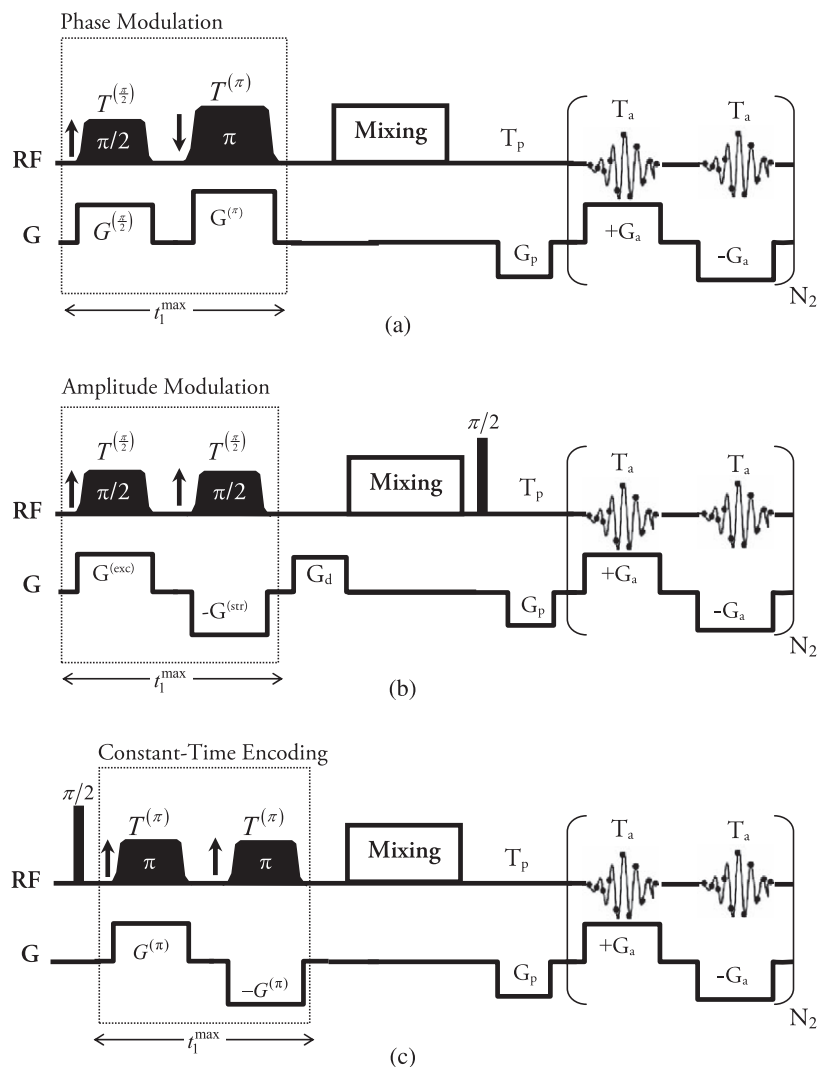 Phase Modulation
T^(π/2) T^(π) T_a T_a
π/2 π Mixing T_p
RF
G^(π/2) G^(π) +G_a
G
G_p -G_a
N_2
t_1^max
(a)
Amplitude Modulation
π/2
T^(π/2) T^(π/2) T_a T_a
π/2 π/2 Mixing T_p
RF
G^(exc) G_d +G_a
G
-G^(str) G_p -G_a
N_2
t_1^max
(b)
Constant-Time Encoding
π/2
T^(π) T^(π) T_a T_a
π π Mixing T_p
RF
G^(π) +G_a
G
–G^(π) G_p -G_a
N_2
t_1^max
(c)